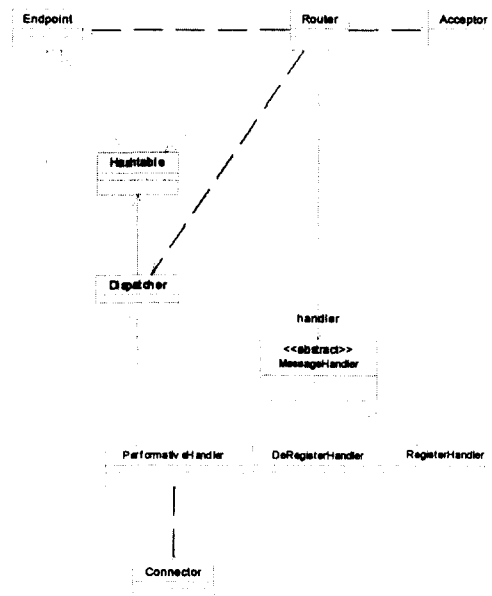 Endpoint Router Acceptor
Hashtable
Dispatcher
handler
<<abstract>>
MessageHandler
PerformativeHandler DeRegisterHandler RegisterHandler
Connector